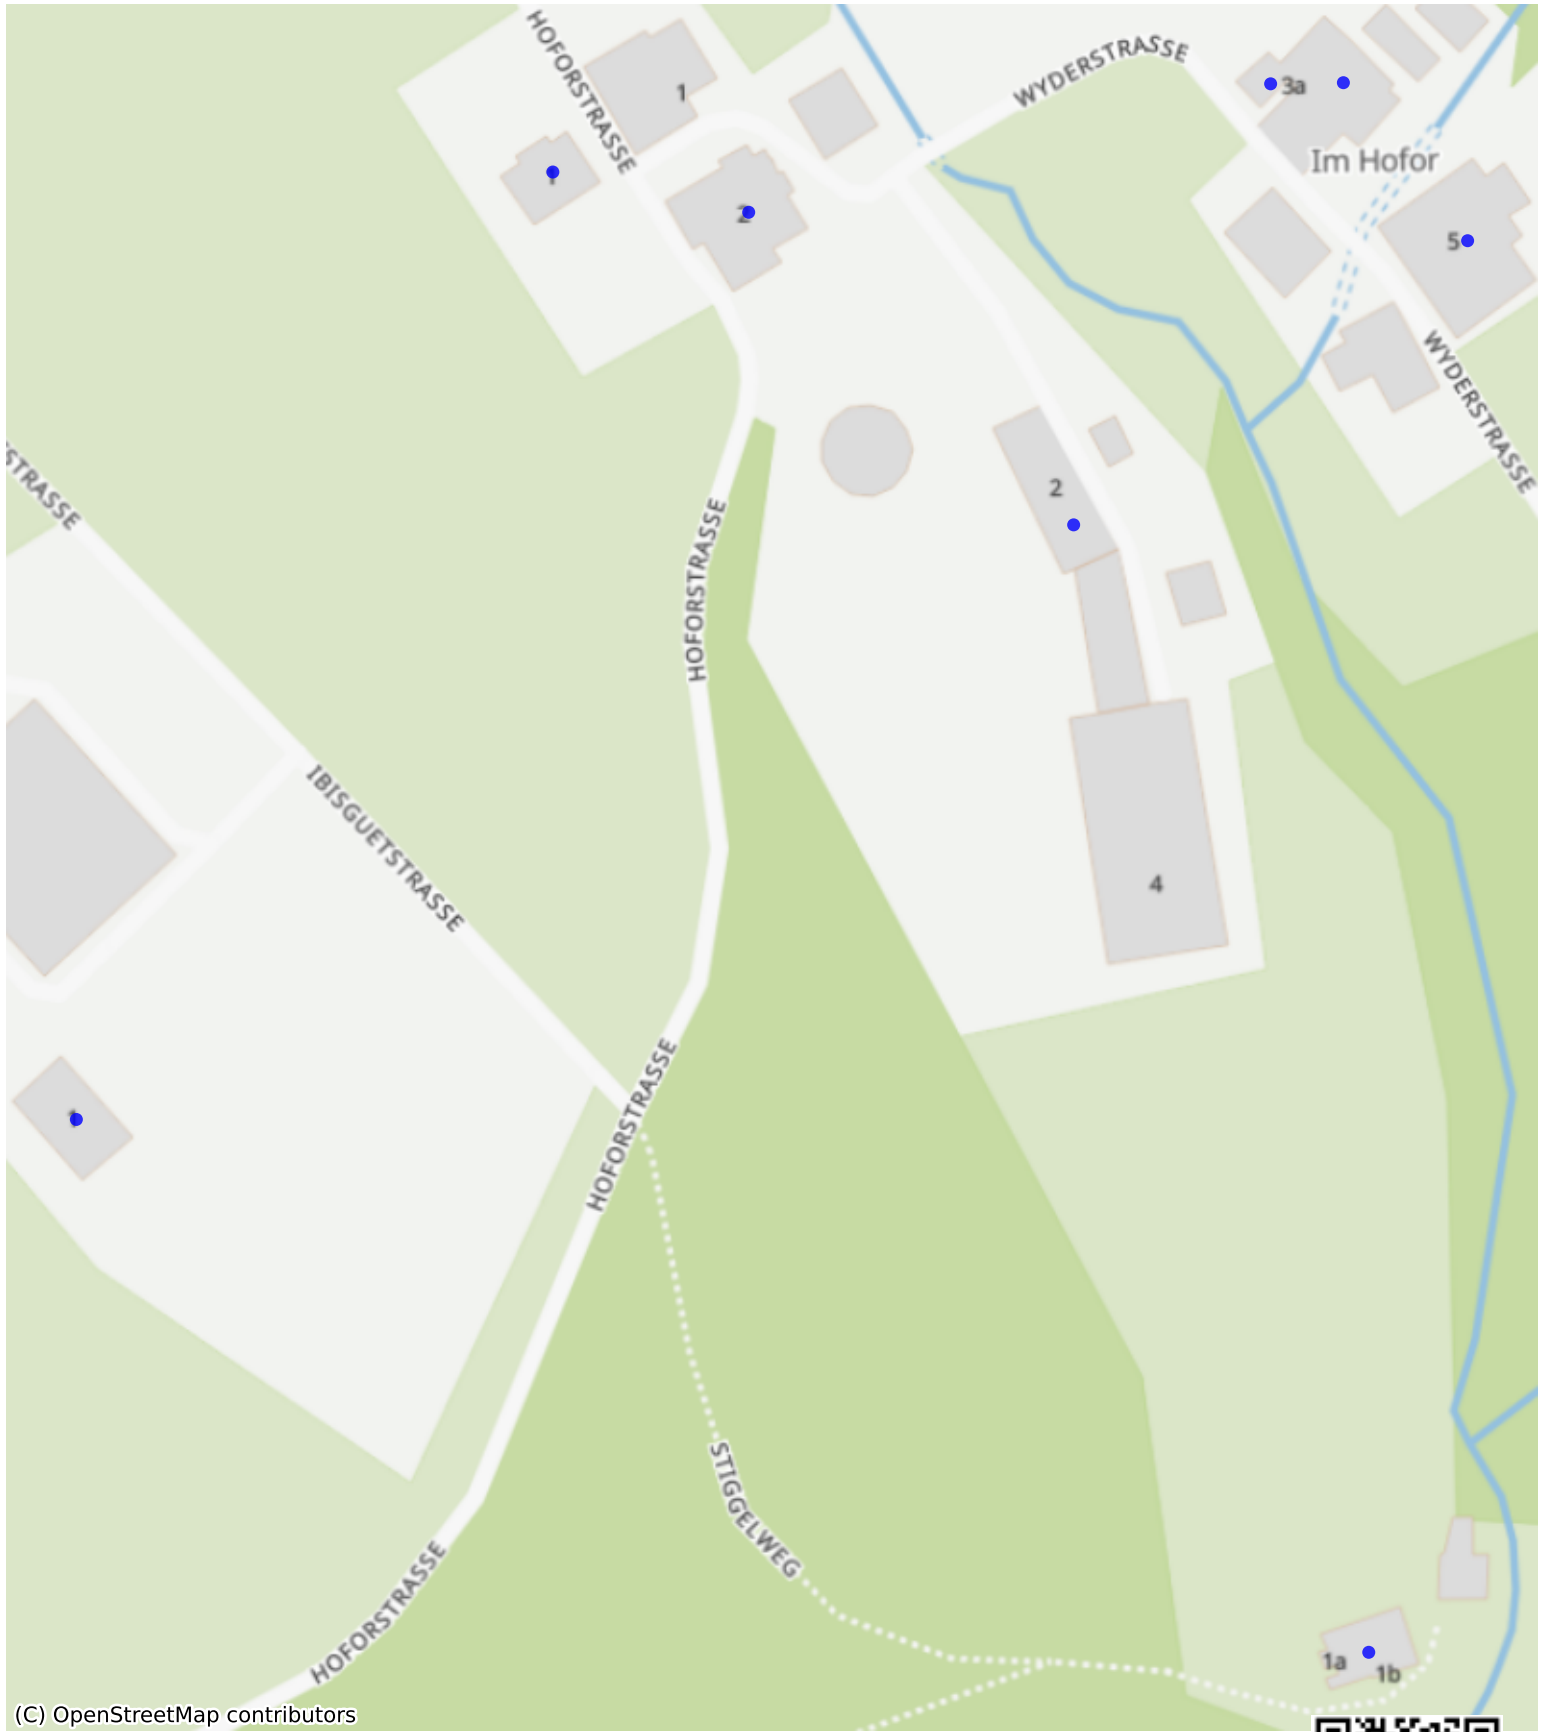 HOFORSTRASSE
1
WYDERSTRASSE
3a
Im Hofor
2
5
WYDERSTRASSE
STRASSE
2
HOFORSTRASSE
IBISGUETSTRASSE
4
HOFORSTRASSE
STIGGELWEG
HOFORSTRASSE
1a
1b
(C) OpenStreetMap contributors